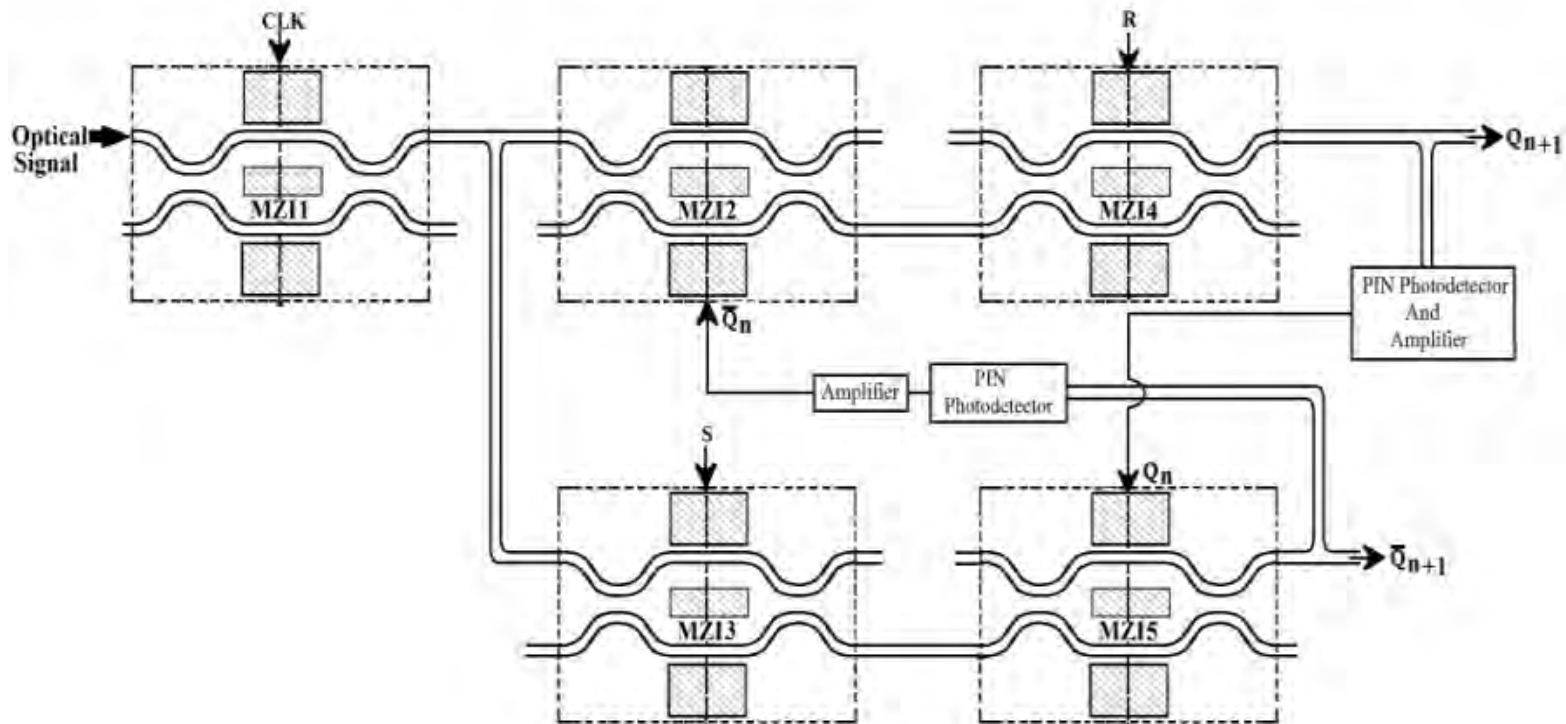 CLK
R
Optical
Signal
MZI1
MZI2
MZI4
Qn+1
PIN Photodetector
And
Amplifier
Q̅n
Amplifier
PIN
Photodetector
S
Qn
Q̅n+1
MZI3
MZI5